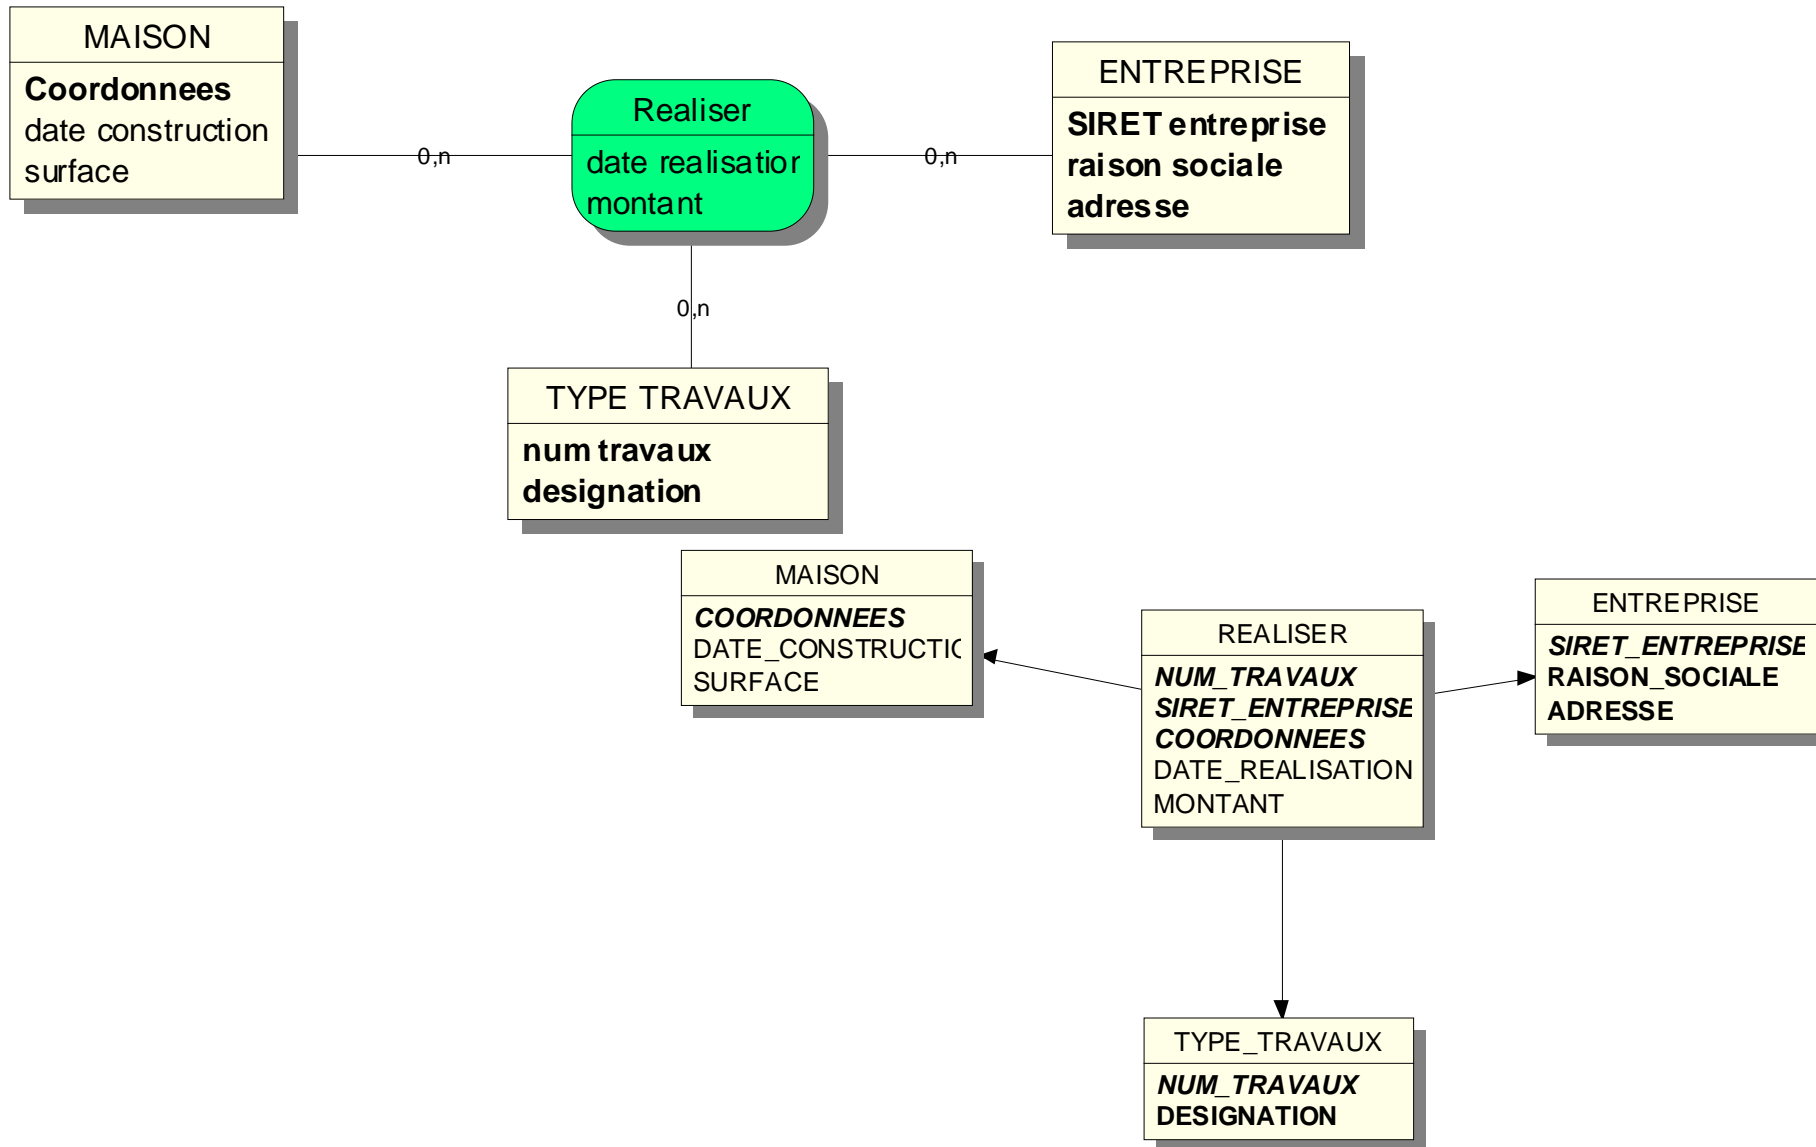 MAISON
Coordonnees
date construction
surface
0,n
Realiser
date realisation
montant
0,n
ENTREPRISE
SIRET entreprise
raison sociale
adresse
0,n
TYPE TRAVAUX
num travaux
designation
MAISON
COORDONNEES
DATE_CONSTRUCTIO
SURFACE
REALISER
NUM_TRAVAUX
SIRET_ENTREPRISE
COORDONNEES
DATE_REALISATION
MONTANT
ENTREPRISE
SIRET_ENTREPRISE
RAISON_SOCIALE
ADRESSE
TYPE_TRAVAUX
NUM_TRAVAUX
DESIGNATION